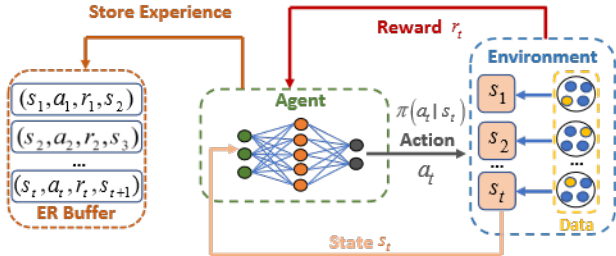 Store Experience
Reward r_t
(s_1, a_1, r_1, s_2)
(s_2, a_2, r_2, s_3)
...
(s_t, a_t, r_t, s_{t+1})
ER Buffer
Agent
π(a_t | s_t)
Action
a_t
Environment
s_1
s_2
... ...
s_t
Data
State s_t